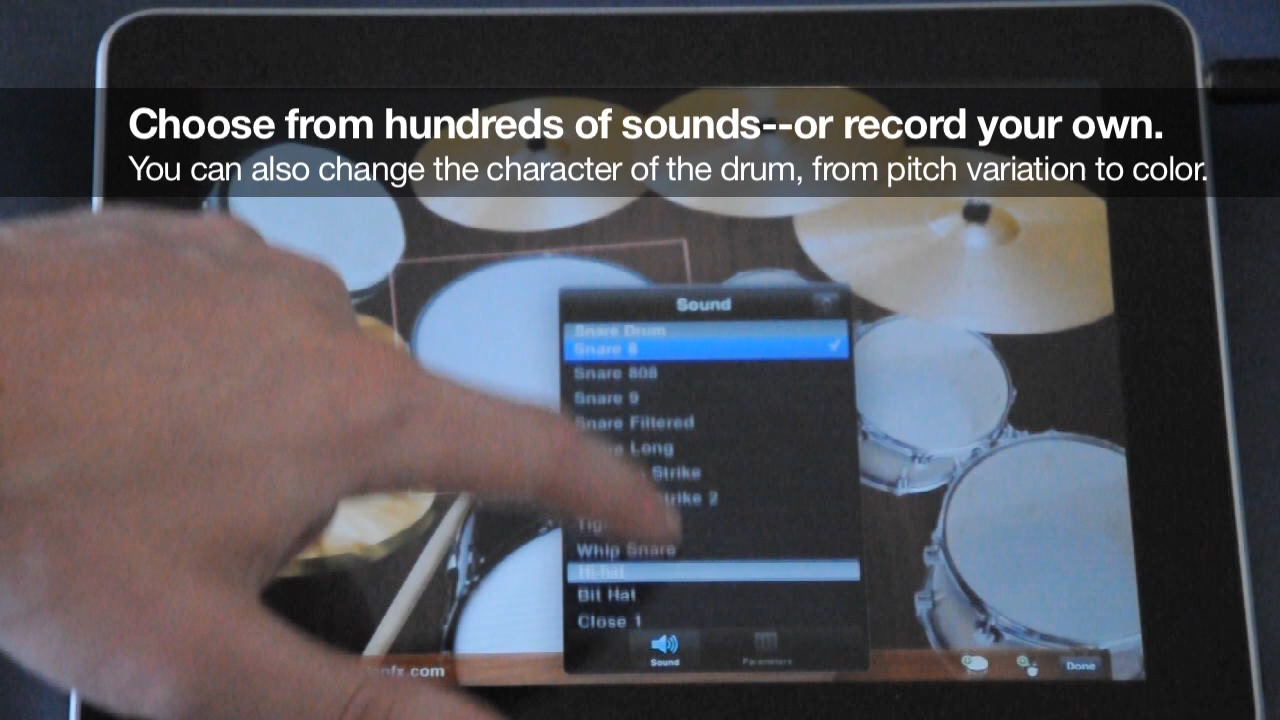 Choose from hundreds of sounds--or record your own.
You can also change the character of the drum, from pitch variation to color.
Sound
Snare Drum
Snare 8
Snare 808
Snare 9
Snare Filtered
Long
Strike
Strike 2
Whip Snare
Hi-hat
Bit Hat
Close 1
Sound Parameters
Done